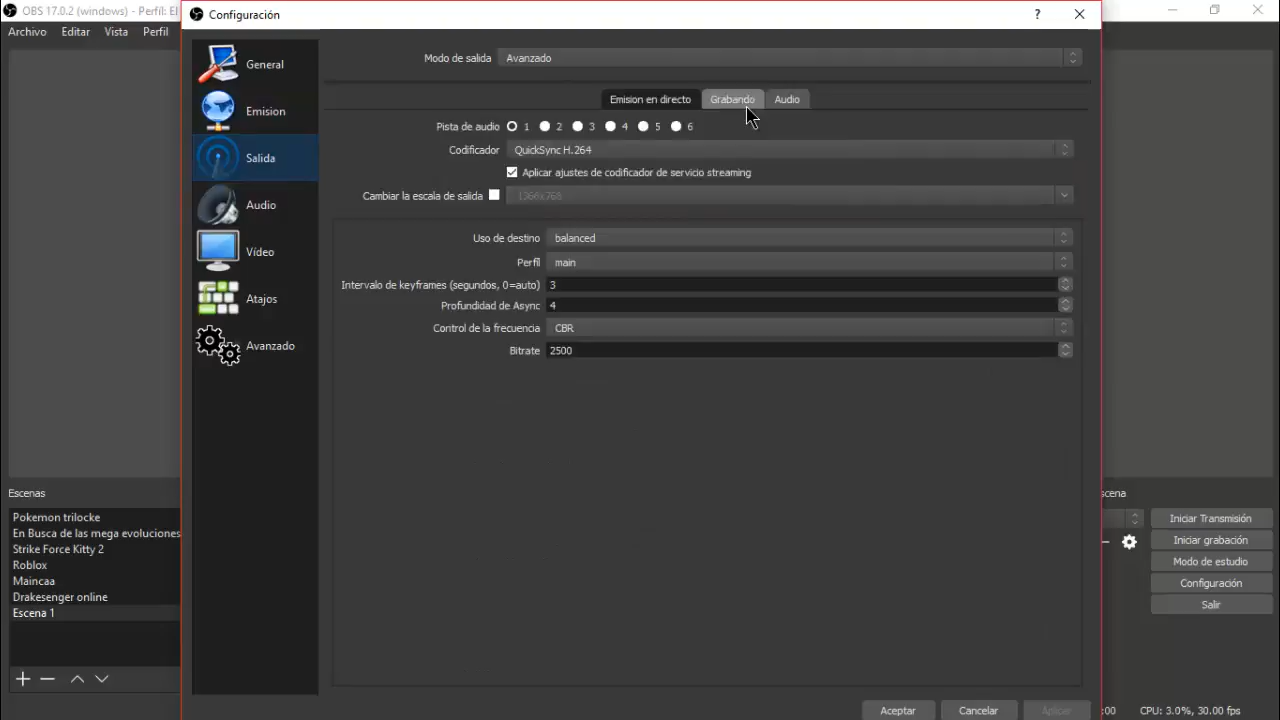 OBS 17.0.2 (windows) - Perfil: El
Archivo Editar Vista Perfil
Configuración
?
General
Emision
Salida
Audio
Vídeo
Atajos
Avanzado
Modo de salida Avanzado
Emision en directo Grabando Audio
Pista de audio 1 2 3 4 5 6
Codificador QuickSync H.264
Aplicar ajustes de codificador de servicio streaming
Cambiar la escala de salida 1366x768
Uso de destino balanced
Perfil main
Intervalo de keyframes (segundos, 0=auto) 3
Profundidad de Async 4
Control de la frecuencia CBR
Bitrate 2500
Escenas
Pokemon trilocke
En Busca de las mega evoluciones
Strike Force Kitty 2
Roblox
Maincaa
Drakesenger online
Escena 1
scena
Iniciar Transmisión
Iniciar grabación
Modo de estudio
Configuración
Salir
Aceptar Cancelar Aplicar
:00 CPU: 3.0%, 30.00 fps